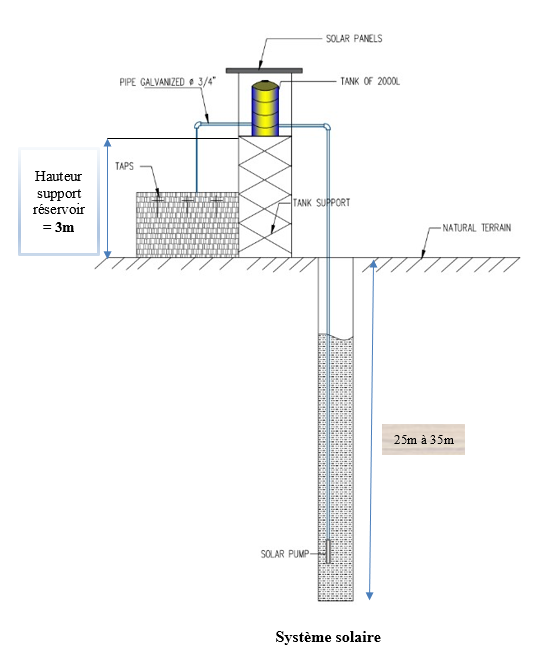 SOLAR PANELS
PIPE GALVANIZED ø 3/4"
TANK OF 2000L
Hauteur
support
réservoir
= 3m
TAPS
TANK SUPPORT
NATURAL TERRAIN
25m à 35m
SOLAR PUMP
Système solaire